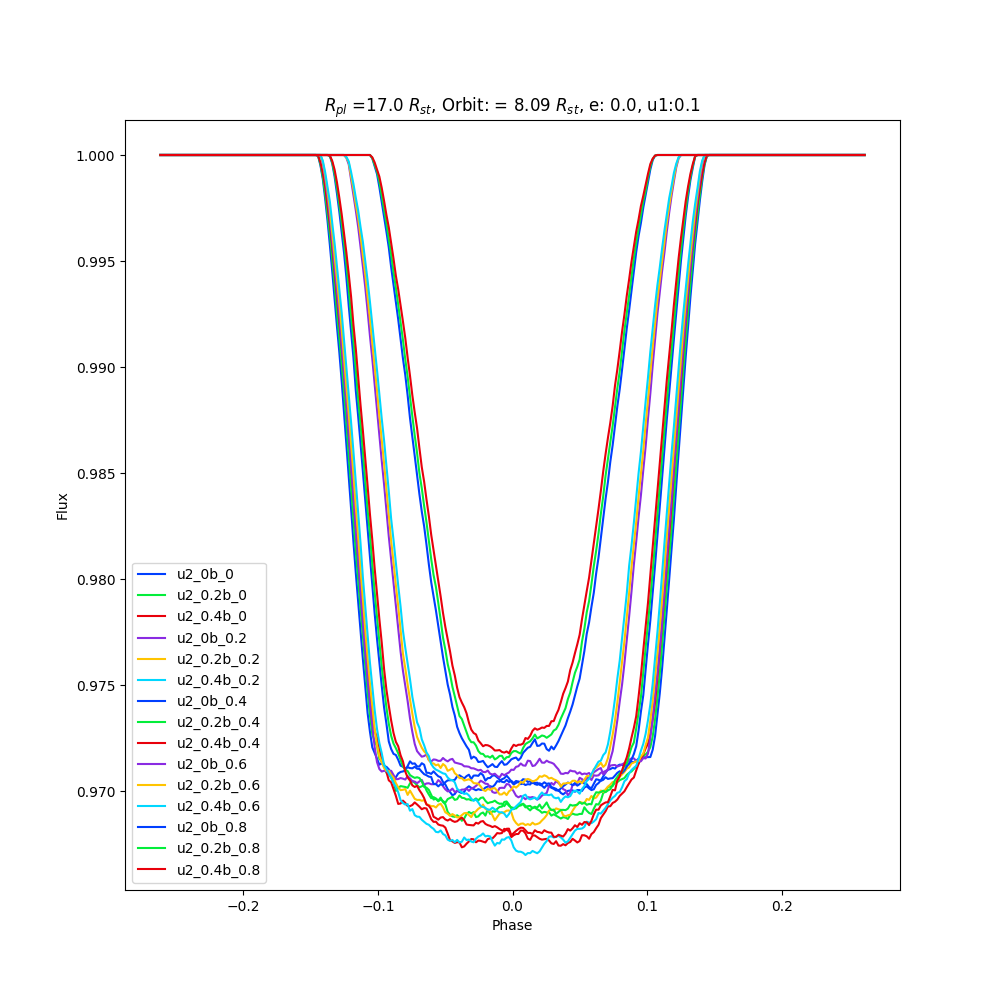 R_pl =17.0 R_st, Orbit: = 8.09 R_st, e: 0.0, u1:0.1
1.000
0.995
0.990
0.985
0.980
0.975
0.970
Flux
u2_0b_0
u2_0.2b_0
u2_0.4b_0
u2_0b_0.2
u2_0.2b_0.2
u2_0.4b_0.2
u2_0b_0.4
u2_0.2b_0.4
u2_0.4b_0.4
u2_0b_0.6
u2_0.2b_0.6
u2_0.4b_0.6
u2_0b_0.8
u2_0.2b_0.8
u2_0.4b_0.8
−0.2 −0.1 0.0 0.1 0.2
Phase